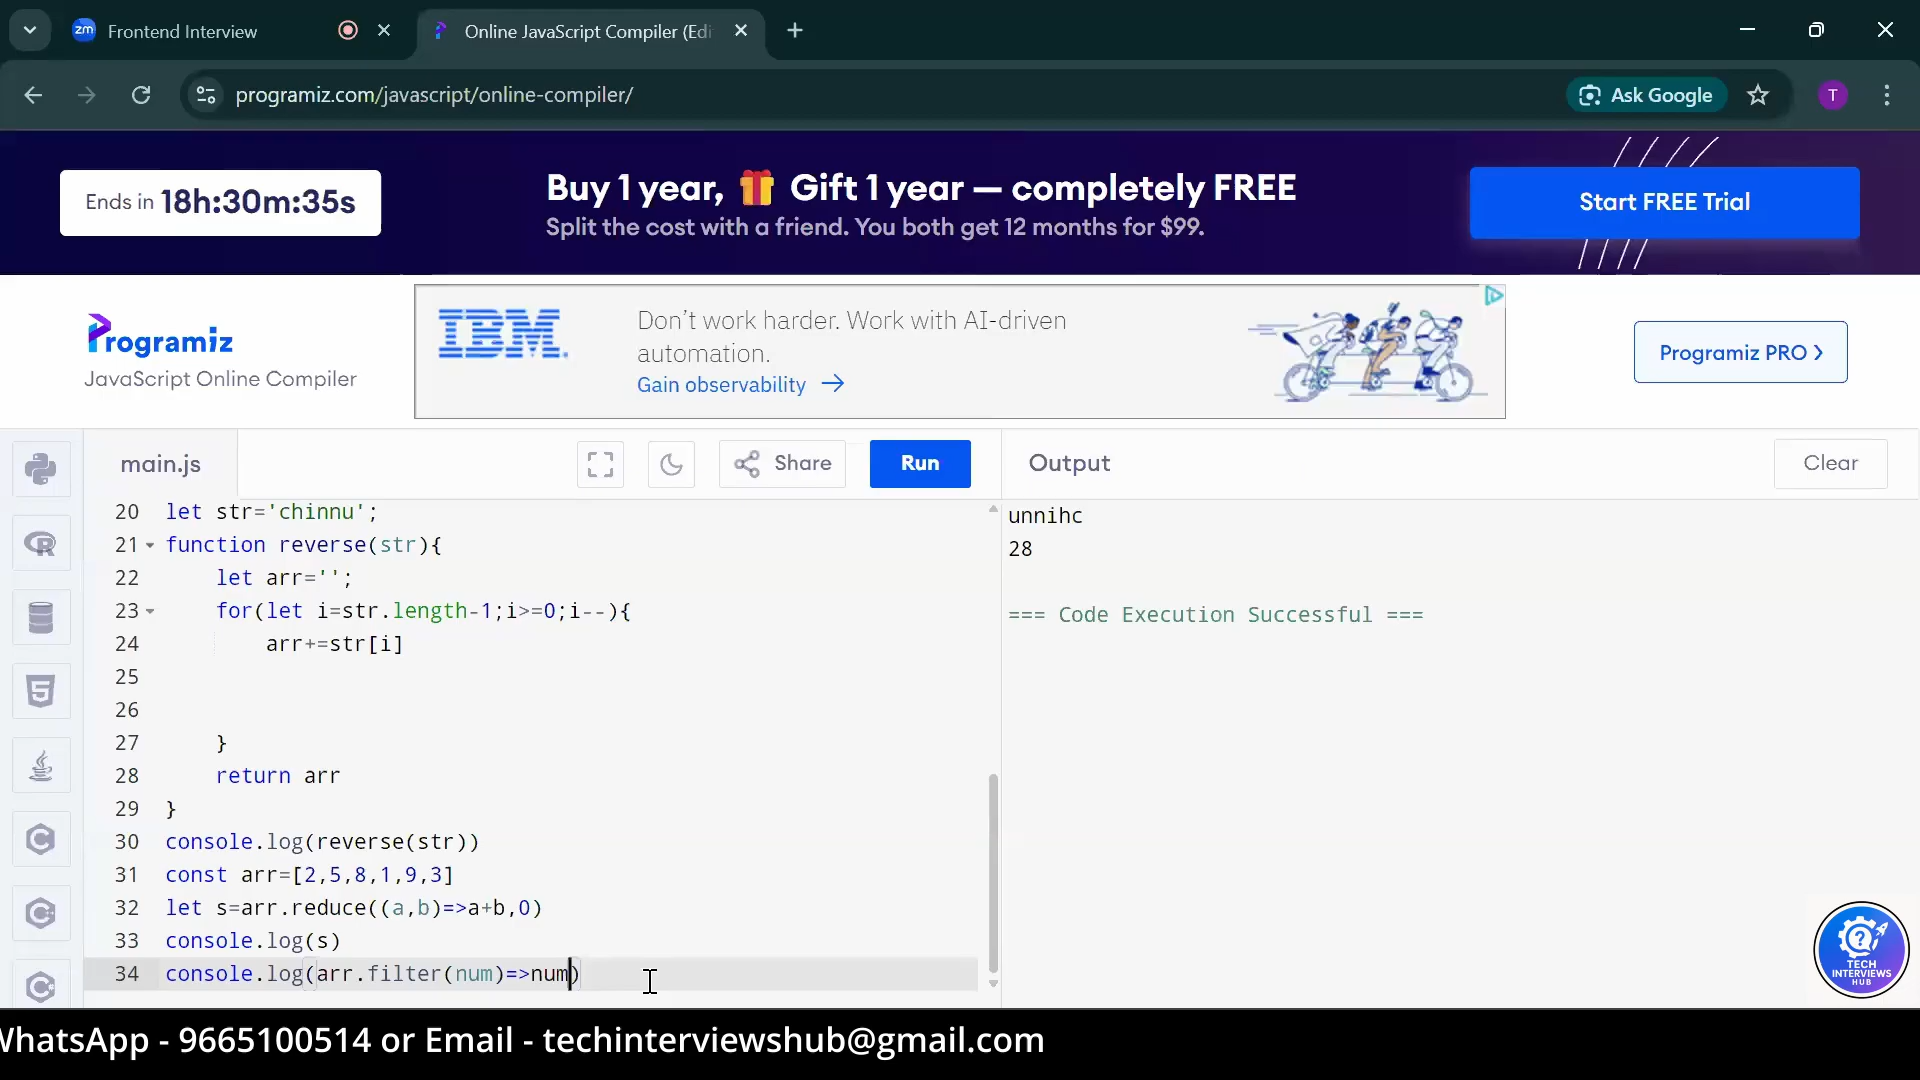 Frontend Interview
Online JavaScript Compiler (Edi
programiz.com/javascript/online-compiler/
Ask Google
T
Ends in 18h:30m:35s
Buy 1 year, 🎁 Gift 1 year — completely FREE
Split the cost with a friend. You both get 12 months for $99.
Start FREE Trial
Programiz
JavaScript Online Compiler
IBM.
Don’t work harder. Work with AI-driven
automation.
Gain observability →
Programiz PRO ›
main.js
Share
Run
Output
Clear
20 let str='chinnu';
21 function reverse(str){
22 let arr='';
23 for(let i=str.length-1;i>=0;i--){
24 arr+=str[i]
25
26
27 }
28 return arr
29 }
30 console.log(reverse(str))
31 const arr=[2,5,8,1,9,3]
32 let s=arr.reduce((a,b)=>a+b,0)
33 console.log(s)
34 console.log(arr.filter(num)=>num)
unnihc
28
=== Code Execution Successful ===
TECH
INTERVIEWS
HUB
WhatsApp - 9665100514 or Email - techinterviewshub@gmail.com